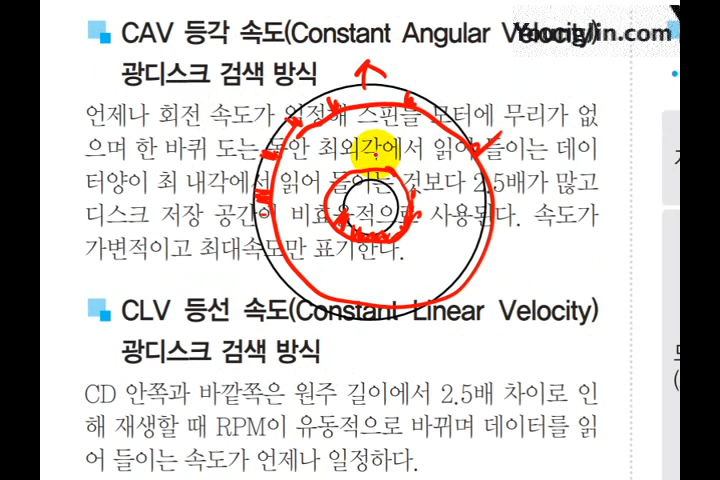 CAV 등각 속도(Constant Angular Velocity)
Youcitylin.com
광디스크 검색 방식
언제나 회전 속도가 일정해 스핀들 모터에 무리가 없
으며 한 바퀴 도는 동안 최외각에서 읽어 들이는 데이
터양이 최 내각에서 읽어 들이는 것보다 2.5배가 많고
디스크 저장 공간이 비효율적으로 사용된다. 속도가
가변적이고 최대속도만 표기한다.
CLV 등선 속도(Constant Linear Velocity)
광디스크 검색 방식
CD 안쪽과 바깥쪽은 원주 길이에서 2.5배 차이로 인
해 재생할 때 RPM이 유동적으로 바뀌며 데이터를 읽
어 들이는 속도가 언제나 일정하다.